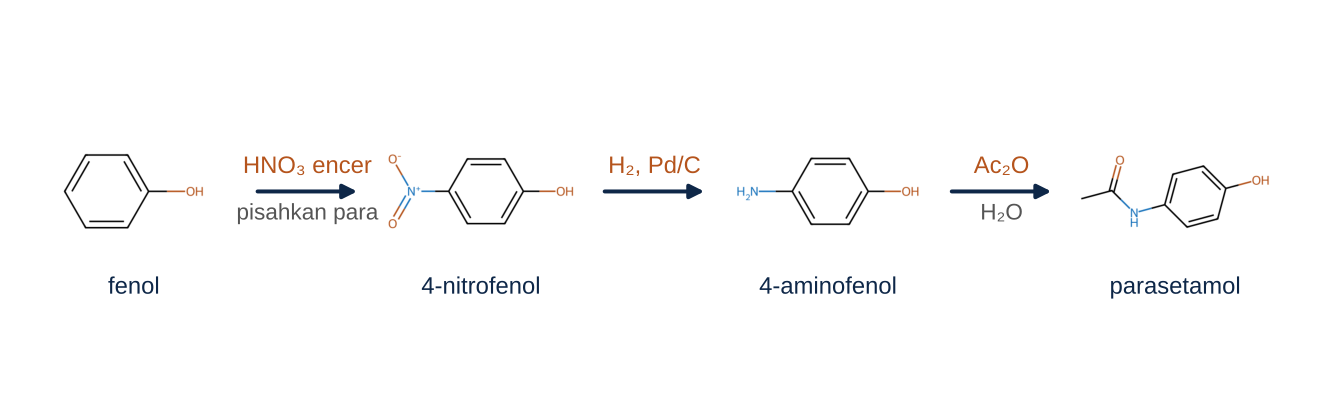 HNO₃ encer
pisahkan para
H₂, Pd/C
Ac₂O
H₂O
OH
O⁻
N⁺
O
OH
H₂N
OH
O
N
H
OH
fenol
4-nitrofenol
4-aminofenol
parasetamol